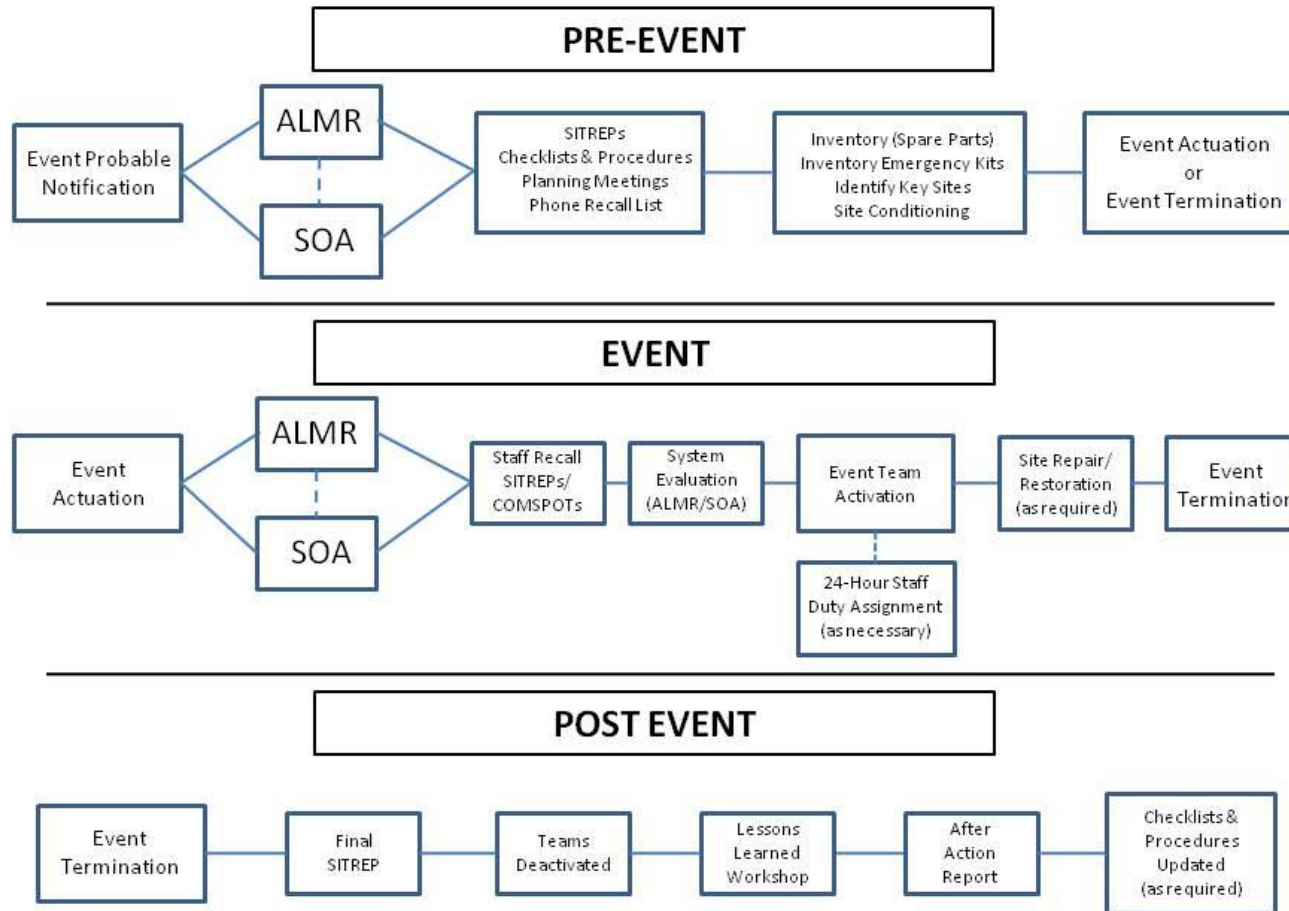 PRE-EVENT
Event Probable
Notification
ALMR
SOA
SITREPs
Checklists & Procedures
Planning Meetings
Phone Recall List
Inventory (Spare Parts)
Inventory Emergency Kits
Identify Key Sites
Site Conditioning
Event Actuation
or
Event Termination
EVENT
Event
Actuation
ALMR
SOA
Staff Recall
SITREPs/
COMSPOTs
System
Evaluation
(ALMR/SOA)
Event Team
Activation
24-Hour Staff
Duty Assignment
(as necessary)
Site Repair/
Restoration
(as required)
Event
Termination
POST EVENT
Event
Termination
Final
SITREP
Teams
Deactivated
Lessons
Learned
Workshop
After
Action
Report
Checklists &
Procedures
Updated
(as required)